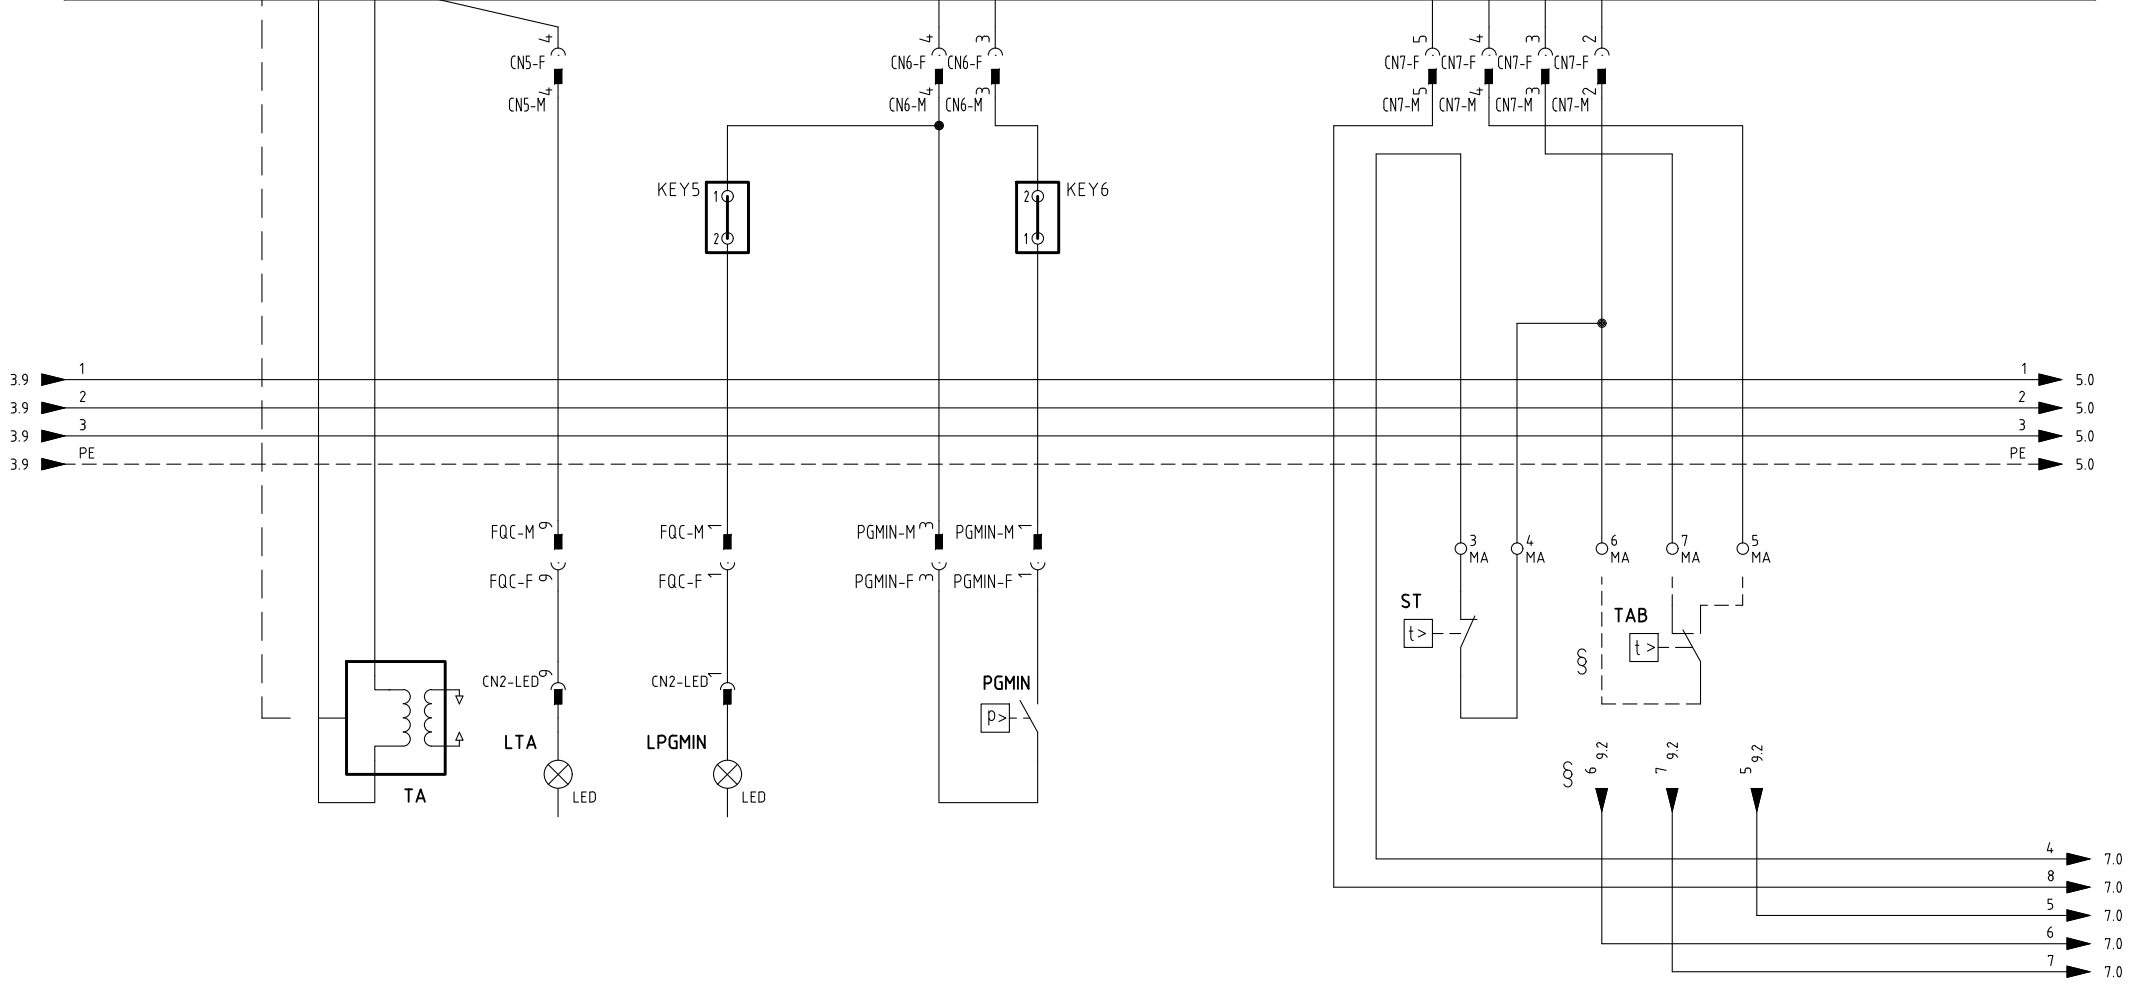 4 4 3 5 4 3 2
CN5-F CN6-F CN6-F CN7-F CN7-F CN7-F CN7-F
4 4 3 5 4 3 2
CN5-M CN6-M CN6-M CN7-M CN7-M CN7-M CN7-M
KEY5 1 2 KEY6
2 1
3.9 1 1 5.0
3.9 2 2 5.0
3.9 3 3 5.0
3.9 PE PE 5.0
FQC-M 9 FQC-M 1 PGMIN-M 3 PGMIN-M 1
3 4 6 7 5
MA MA MA MA MA
FQC-F 9 FQC-F 1 PGMIN-F 3 PGMIN-F 1
ST TAB
t> t>
§
CN2-LED 9 CN2-LED 1 PGMIN
p>
LTA LPGMIN
9.2 9.2 9.2
§ 6 7 5
TA LED LED
4 7.0
8 7.0
5 7.0
6 7.0
7 7.0